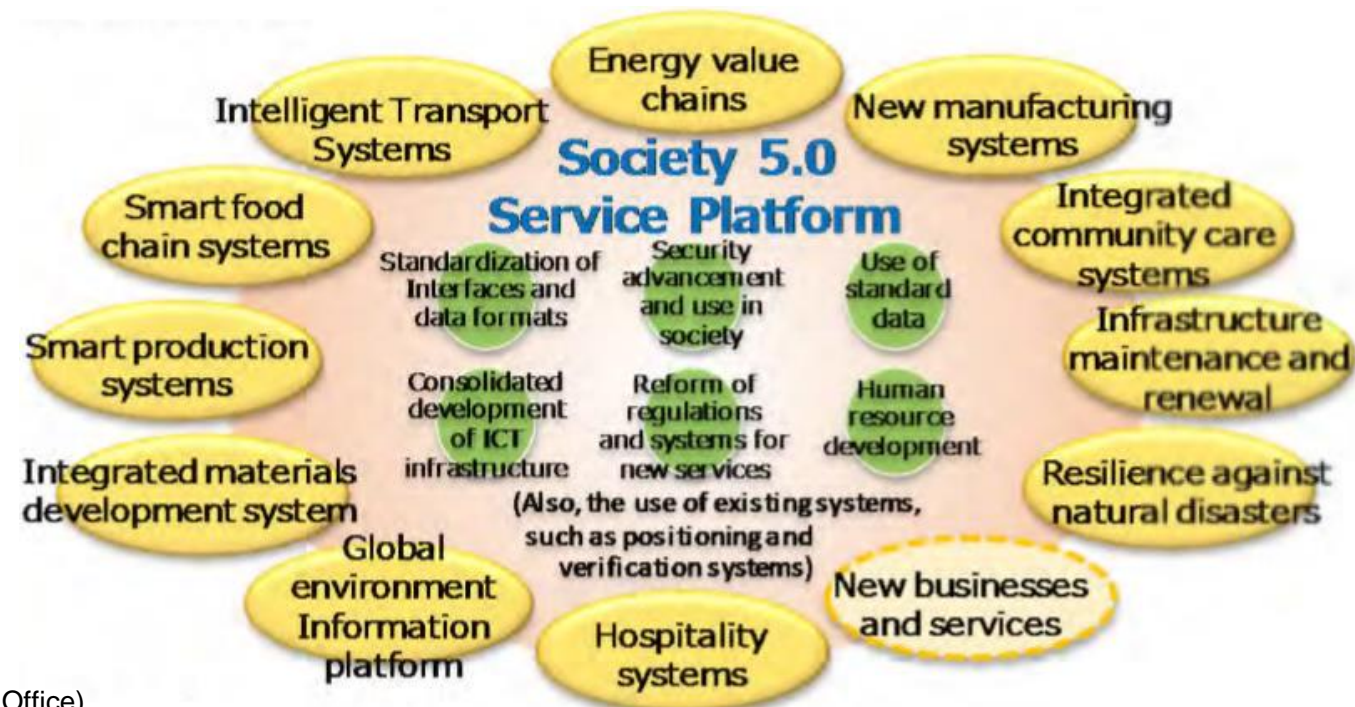 Energy value
chains
Intelligent Transport
Systems
New manufacturing
systems
Society 5.0
Service Platform
Smart food
chain systems
Integrated
community care
systems
Standardization of
Interfaces and
data formats
Security
advancement
and use in
society
Use of
standard
data
Smart production
systems
Infrastructure
maintenance and
renewal
Consolidated
development
of ICT
infrastructure
Reform of
regulations
and systems for
new services
Human
resource
development
Integrated materials
development system
Resilience against
natural disasters
(Also, the use of existing systems,
such as positioning and
verification systems)
Global
environment
Information
platform
New businesses
and services
Hospitality
systems
Office)